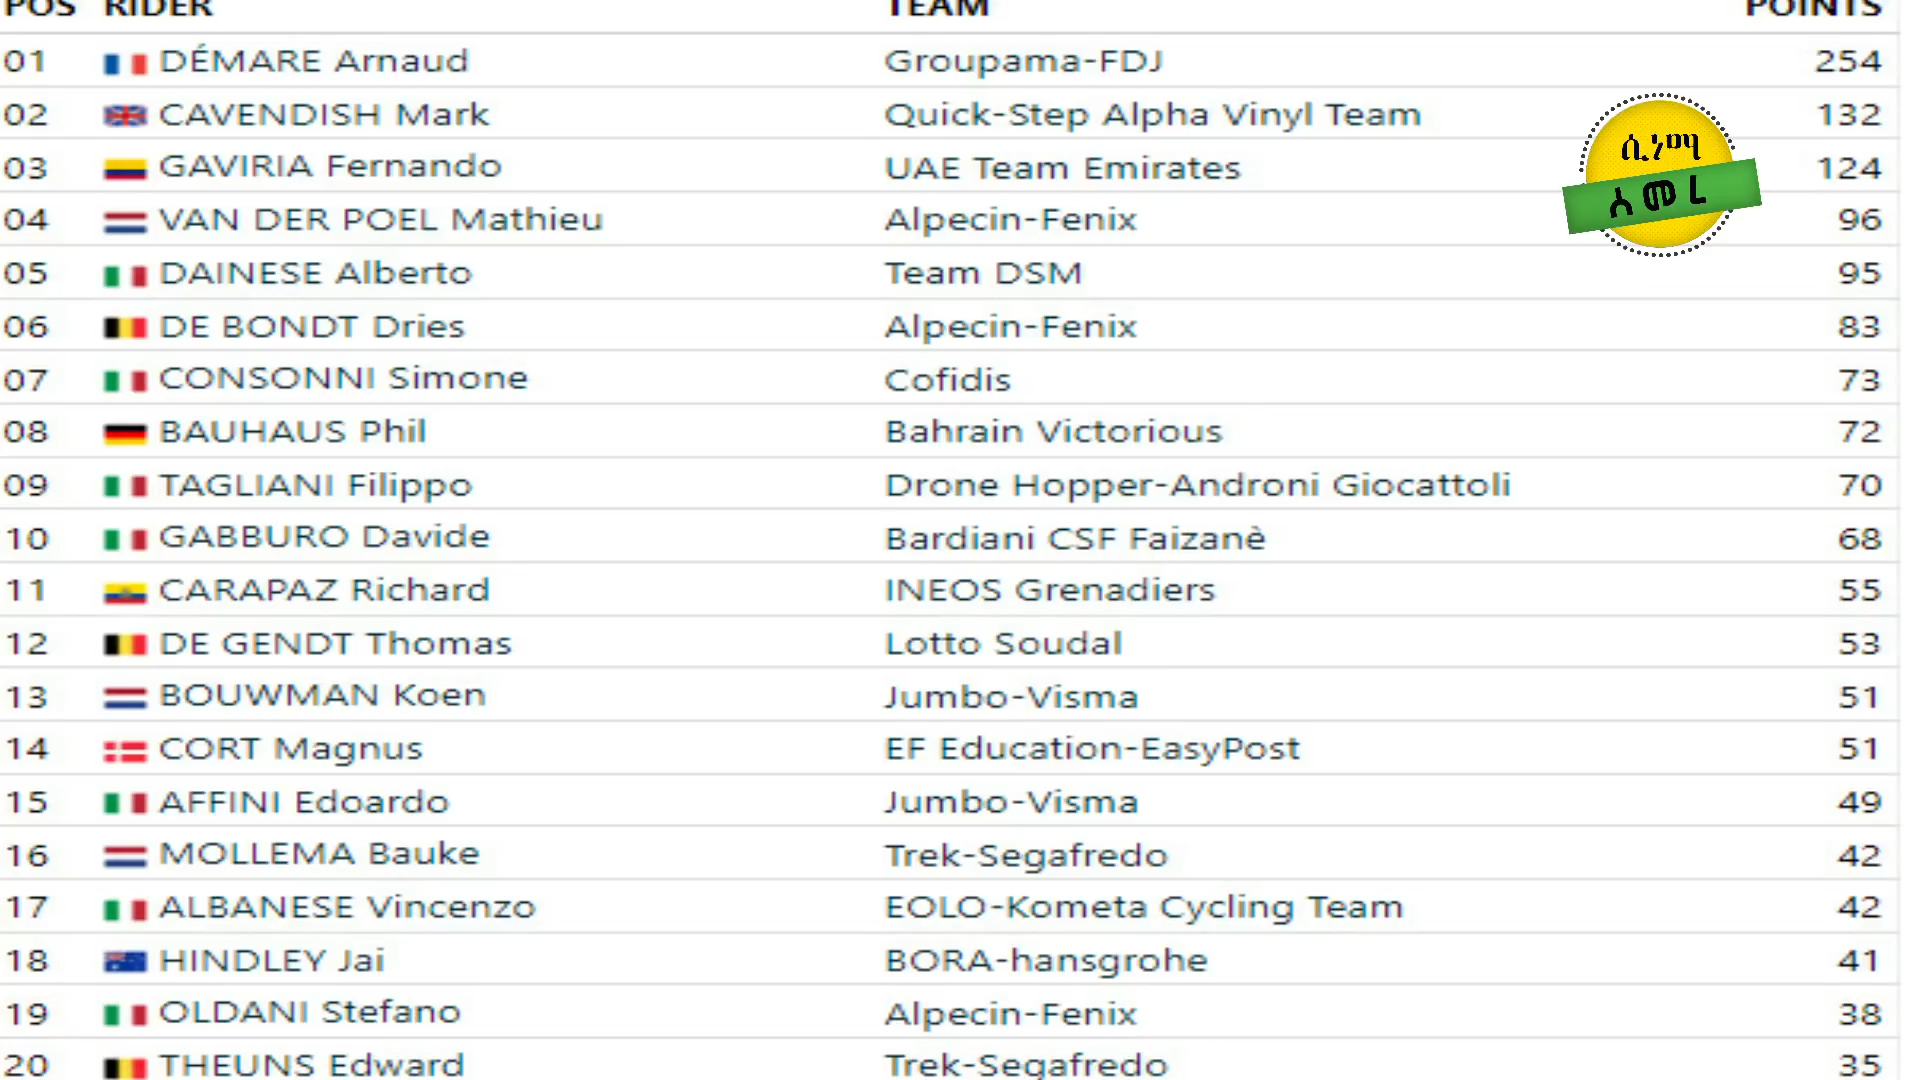 POS RIDER TEAM POINTS
01 DÉMARE Arnaud Groupama-FDJ 254
02 CAVENDISH Mark Quick-Step Alpha Vinyl Team 132
03 GAVIRIA Fernando UAE Team Emirates 124
04 VAN DER POEL Mathieu Alpecin-Fenix 96
05 DAINESE Alberto Team DSM 95
06 DE BONDT Dries Alpecin-Fenix 83
07 CONSONNI Simone Cofidis 73
08 BAUHAUS Phil Bahrain Victorious 72
09 TAGLIANI Filippo Drone Hopper-Androni Giocattoli 70
10 GABBURO Davide Bardiani CSF Faizanè 68
11 CARAPAZ Richard INEOS Grenadiers 55
12 DE GENDT Thomas Lotto Soudal 53
13 BOUWMAN Koen Jumbo-Visma 51
14 CORT Magnus EF Education-EasyPost 51
15 AFFINI Edoardo Jumbo-Visma 49
16 MOLLEMA Bauke Trek-Segafredo 42
17 ALBANESE Vincenzo EOLO-Kometa Cycling Team 42
18 HINDLEY Jai BORA-hansgrohe 41
19 OLDANI Stefano Alpecin-Fenix 38
20 THEUNS Edward Trek-Segafredo 35
ሲነማ
ሰመረ